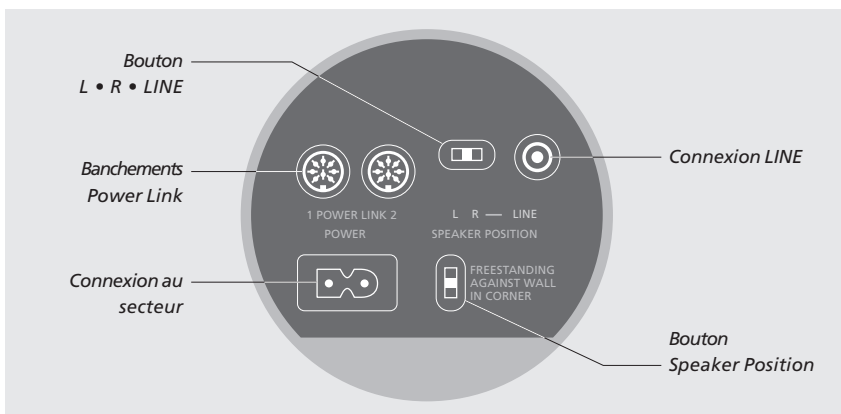 Bouton
L • R • LINE
Banchements
Power Link
Connexion LINE
1 POWER LINK 2
L R — LINE
POWER
SPEAKER POSITION
Connexion au
secteur
FREESTANDING
AGAINST WALL
IN CORNER
Bouton
Speaker Position